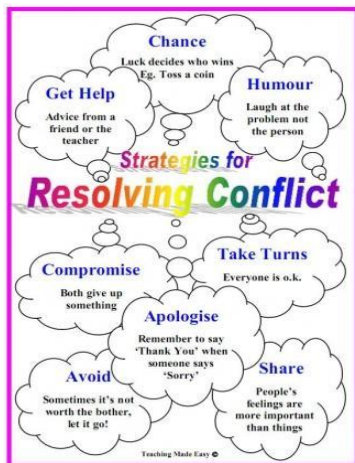 Chance
Luck decides who wins
Eg. Toss a coin
Get Help
Advice from a
friend or the
teacher
Humour
Laugh at the
problem not
the person
Strategies for
Resolving Conflict
Compromise
Both give up
something
Take Turns
Everyone is o.k.
Apologise
Remember to say
'Thank You' when
someone says
'Sorry'
Avoid
Sometimes it's not
worth the bother,
let it go!
Share
People's
feelings are
more important
than things
Teaching Made Easy ©